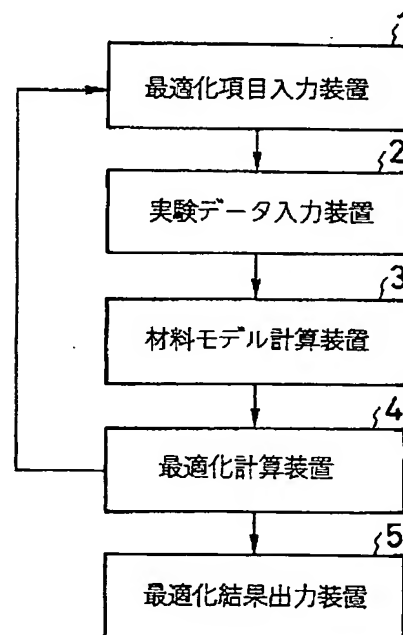 1
最適化項目入力装置
2
実験データ入力装置
3
材料モデル計算装置
4
最適化計算装置
5
最適化結果出力装置